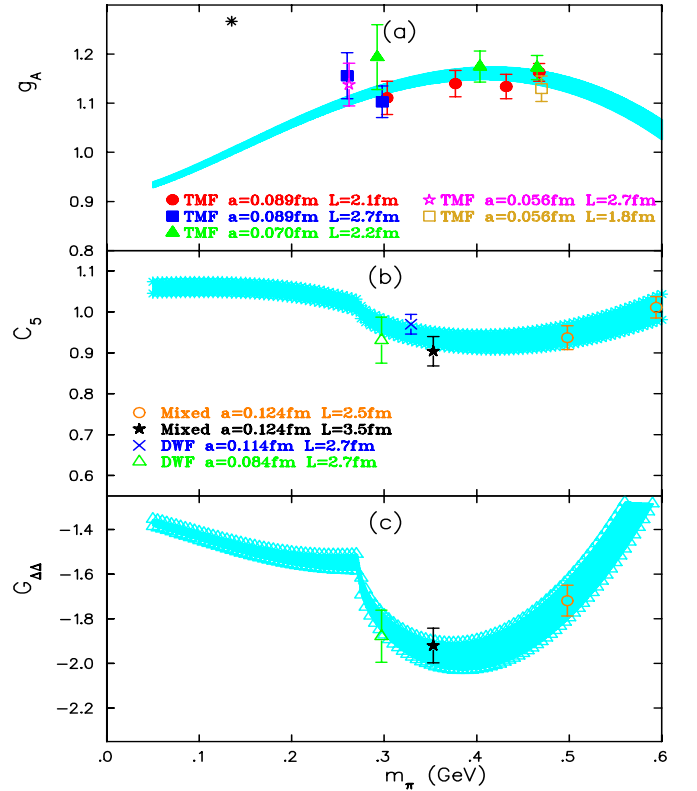 (a)
g_A
1.2
1.1
1.0
0.9
0.8
TMF a=0.089fm L=2.1fm
TMF a=0.089fm L=2.7fm
TMF a=0.070fm L=2.2fm
TMF a=0.056fm L=2.7fm
TMF a=0.056fm L=1.8fm
(b)
C_5
1.1
1.0
0.9
0.8
0.7
0.6
Mixed a=0.124fm L=2.5fm
Mixed a=0.124fm L=3.5fm
DWF a=0.114fm L=2.7fm
DWF a=0.084fm L=2.7fm
(c)
G_ΔΔ
−1.4
−1.6
−1.8
−2.0
−2.2
.0 .1 .2 .3 .4 .5 .6
m_π (GeV)